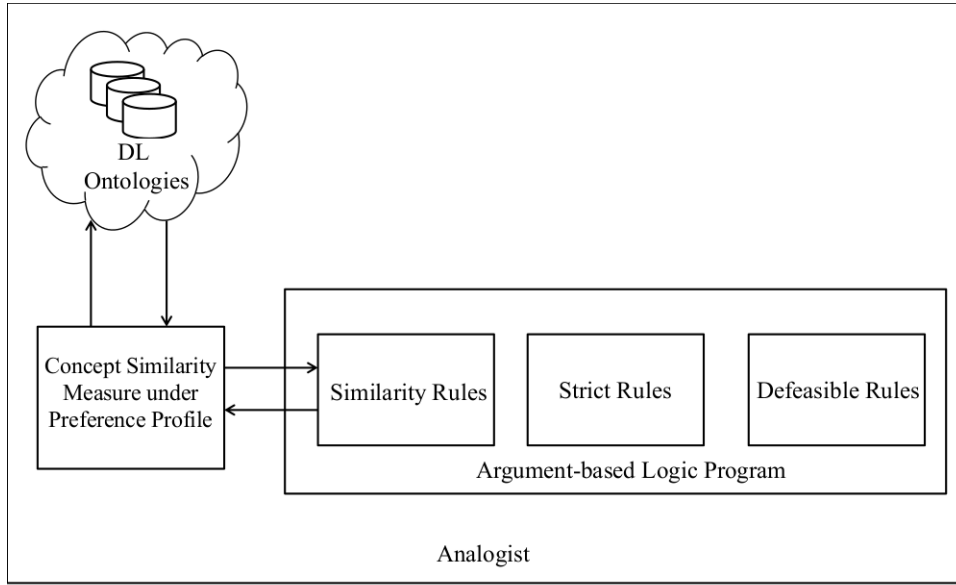 DL
Ontologies
Concept Similarity
Measure under
Preference Profile
Similarity Rules
Strict Rules
Defeasible Rules
Argument-based Logic Program
Analogist